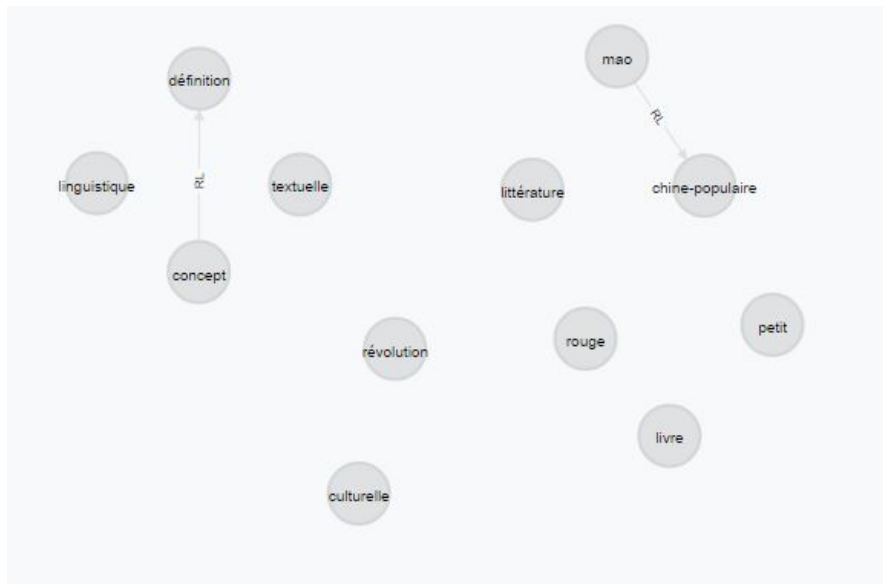 mao
définition
RL
linguistique
RL
textuelle
littérature
chine-populaire
concept
révolution
rouge
petit
livre
culturelle